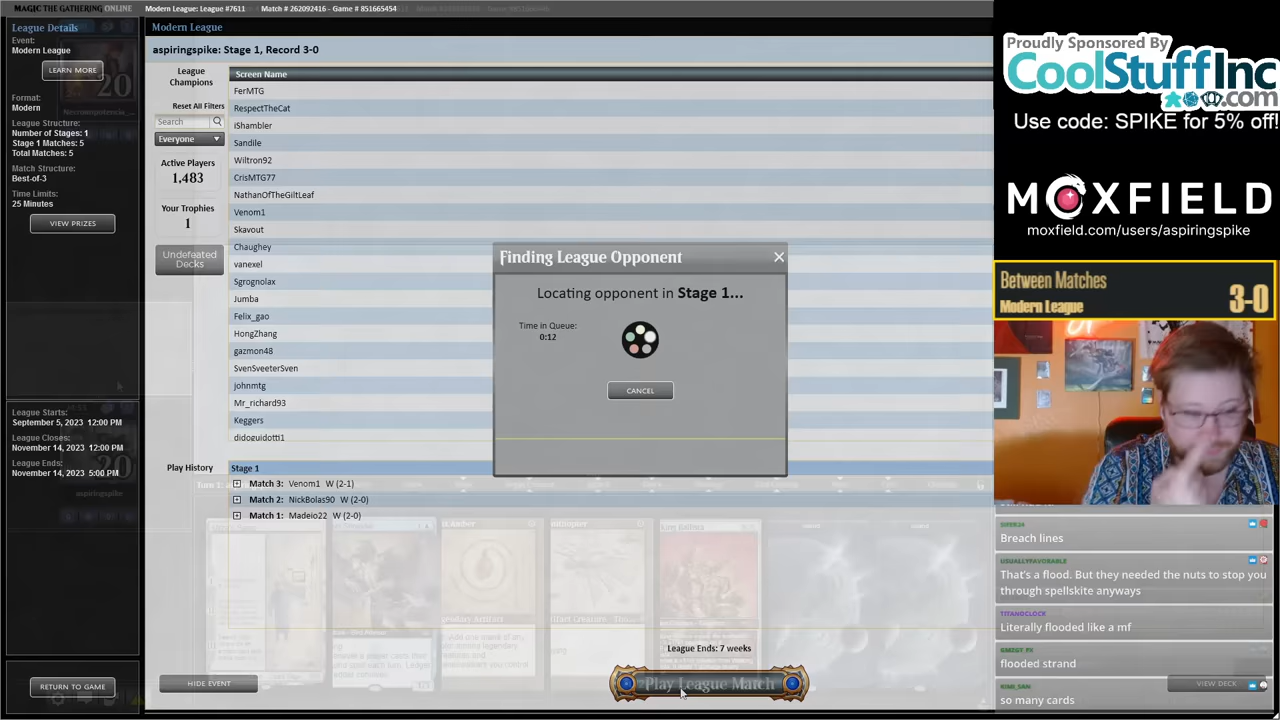 MAGIC THE GATHERING ONLINE
Modern League: League #7611
Match # 262092416 - Game # 851665454
League Details
Event:
Modern League
LEARN MORE
Format:
Modern
League Structure:
Number of Stages: 1
Stage 1 Matches: 5
Total Matches: 5
Match Structure:
Best-of-3
Time Limits:
25 Minutes
VIEW PRIZES
League Starts:
September 5, 2023 12:00 PM
League Closes:
November 14, 2023 12:00 PM
League Ends:
November 14, 2023 5:00 PM
RETURN TO GAME
Modern League
aspiringspike: Stage 1, Record 3-0
League Champions
Reset All Filters
Search
Everyone
Active Players
1,483
Your Trophies
1
Undefeated Decks
Screen Name
FerMTG
RespectTheCat
iShambler
Sandile
Wiltron92
CrisMTG77
NathanOfTheGiltLeaf
Venom1
Skavout
Chaughey
vanexel
Sgrognolax
Jumba
Felix_gao
HongZhang
gazmon48
SvenSveeterSven
johnmtg
Mr_richard93
Keggers
didoguidotti1
Finding League Opponent
Locating opponent in Stage 1...
Time in Queue:
0:12
CANCEL
Play History
Stage 1
Match 3: Venom1 W (2-1)
Match 2: NickBolas90 W (2-0)
Match 1: Madeio22 W (2-0)
League Ends: 7 weeks
HIDE EVENT
Play League Match
VIEW DECK
Proudly Sponsored By
CoolStuffInc
.com
Use code: SPIKE for 5% off!
MOXFIELD
moxfield.com/users/aspiringspike
Between Matches
Modern League
3-0
Breach lines
USUALLYFAVORABLE
That's a flood. But they needed the nuts to stop you
through spellskite anyways
TITANOCLOCK
Literally flooded like a mf
flooded strand
so many cards